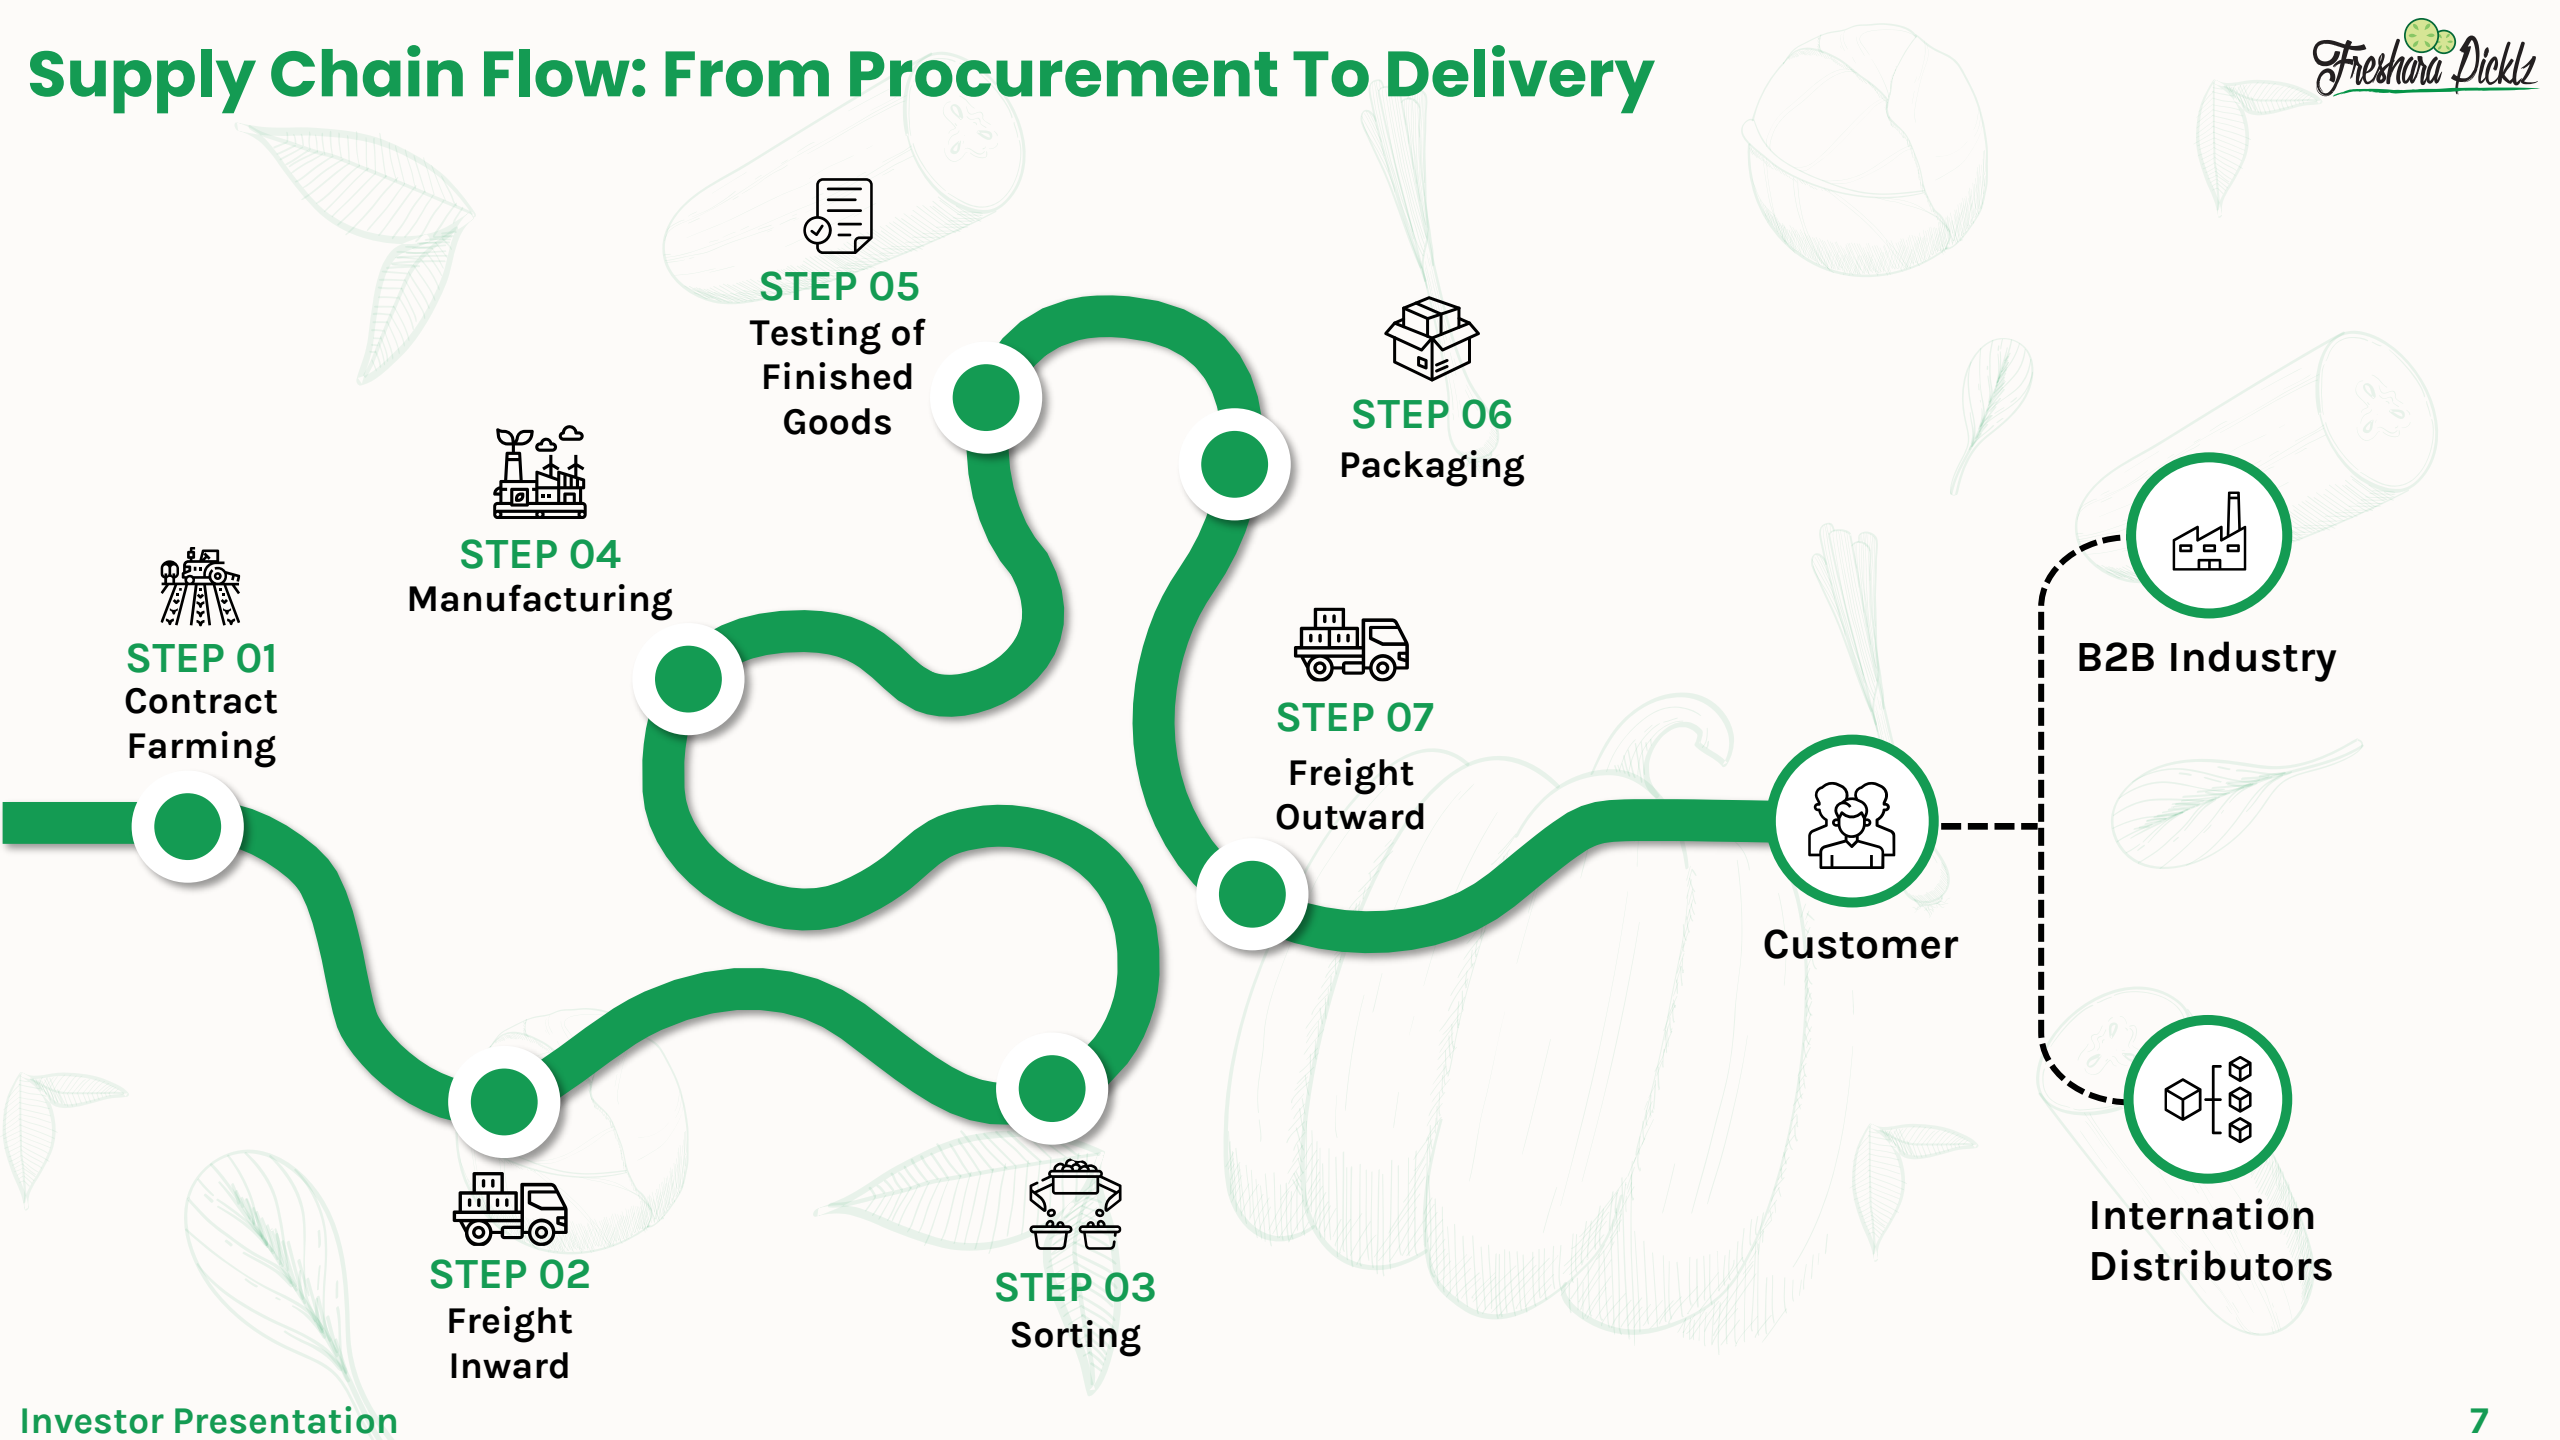 Supply Chain Flow: From Procurement To Delivery
Freshara Picklz
STEP 01
Contract
Farming
STEP 02
Freight
Inward
STEP 03
Sorting
STEP 04
Manufacturing
STEP 05
Testing of
Finished
Goods
STEP 06
Packaging
STEP 07
Freight
Outward
Customer
B2B Industry
Internation
Distributors
Investor Presentation
7